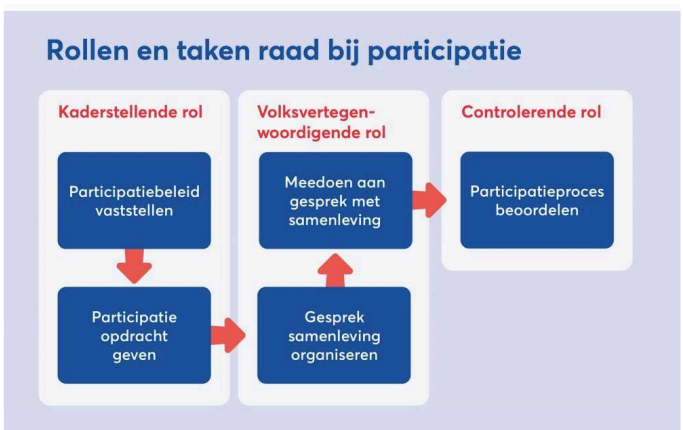 Rollen en taken raad bij participatie
Kaderstellende rol
Participatiebeleid
vaststellen
Participatie
opdracht
geven
Volksvertegen-
woordigende rol
Meedoen aan
gesprek met
samenleving
Gesprek
samenleving
organiseren
Controlerende rol
Participatieproces
beoordelen